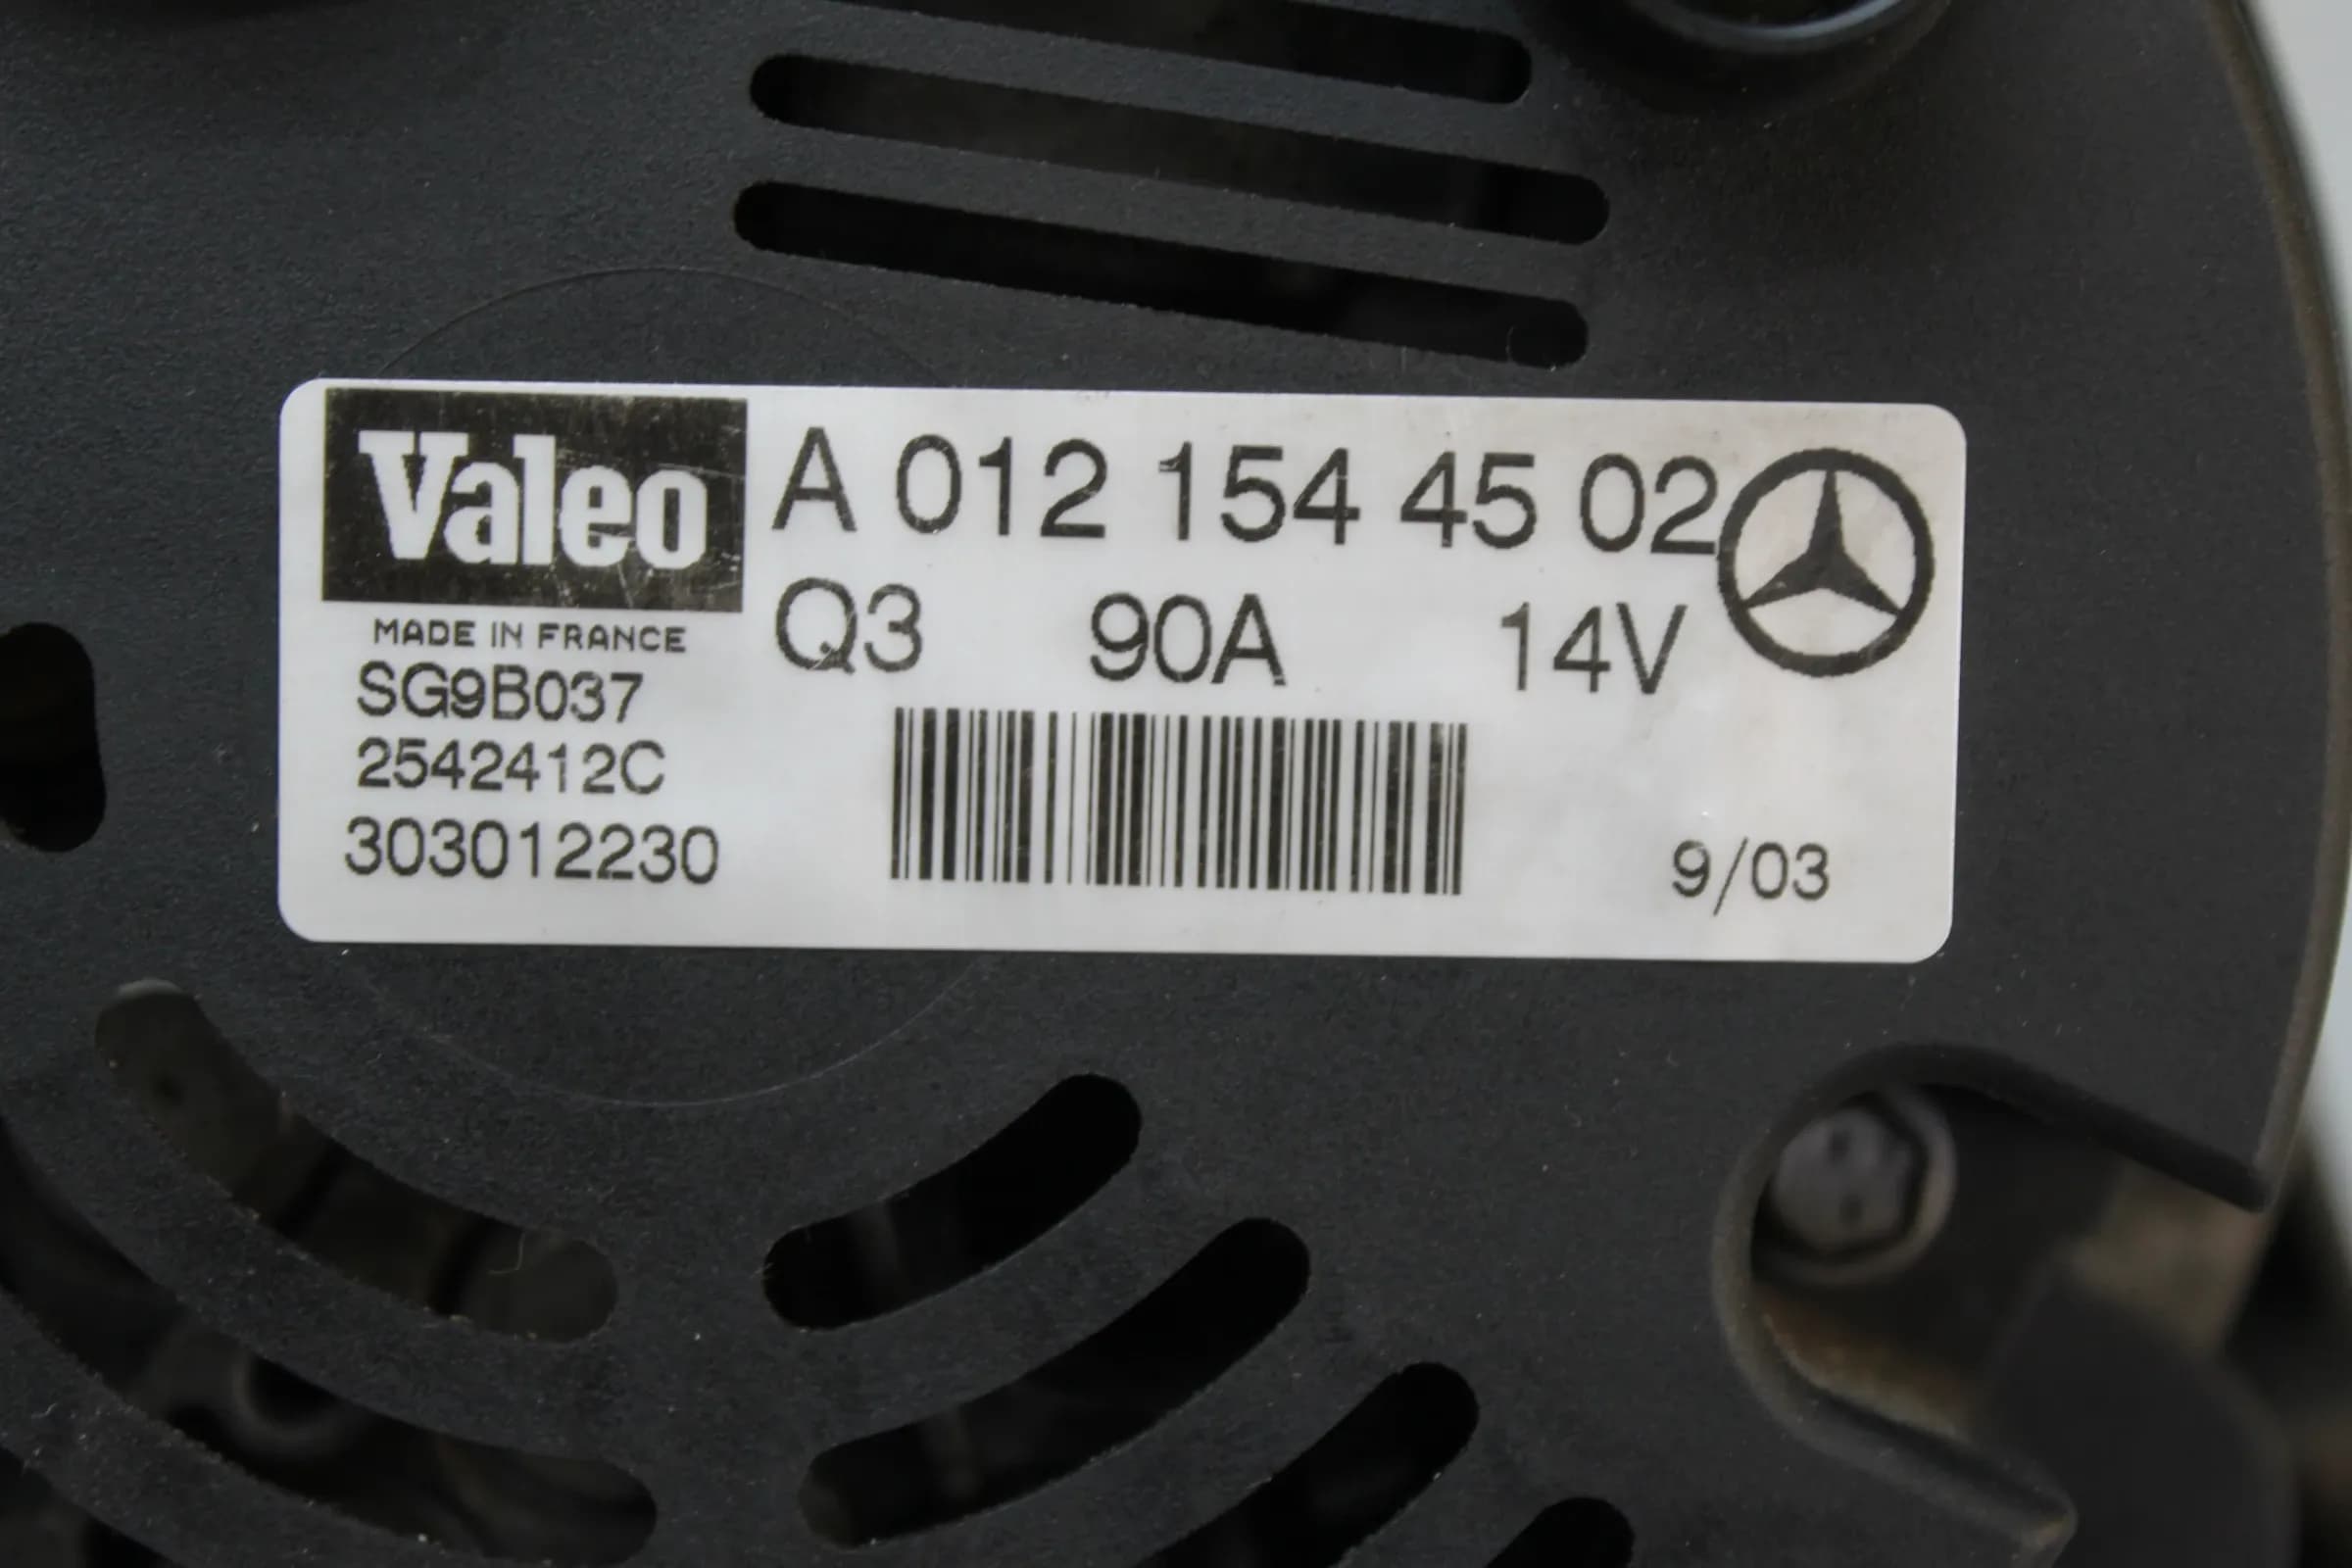 Valeo
A 012 154 45 02
Q3 90A 14V
MADE IN FRANCE
SG9B037
2542412C
303012230
9/03